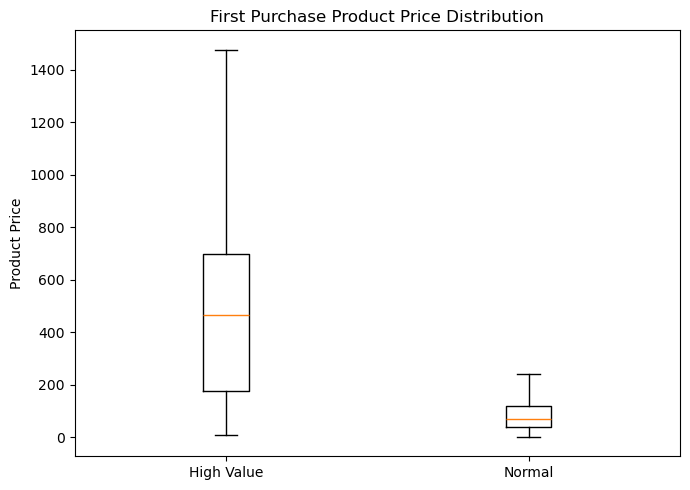 First Purchase Product Price Distribution
1400
1200
1000
800
600
400
200
0
Product Price
High Value
Normal